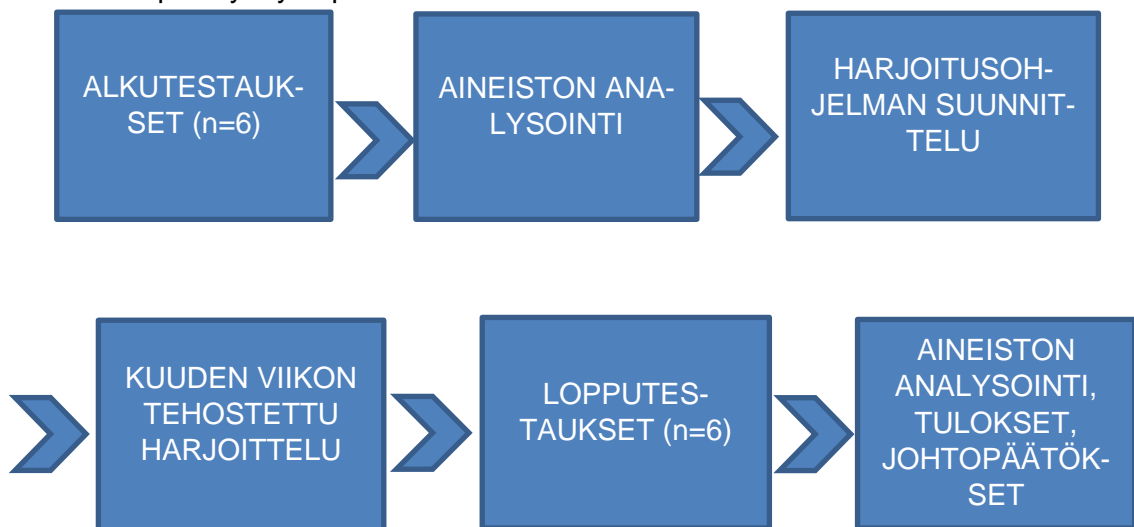 ALKUTESTAUK-
SET (n=6)
AINEISTON ANA-
LYSOINTI
HARJOITUSOH-
JELMAN SUUNNIT-
TELU
KUUDEN VIIKON
TEHOSTETTU
HARJOITTELU
LOPPUTES-
TAUKSET (n=6)
AINEISTON
ANALYSOINTI,
TULOKSET,
JOHTOPÄÄTÖK-
SET